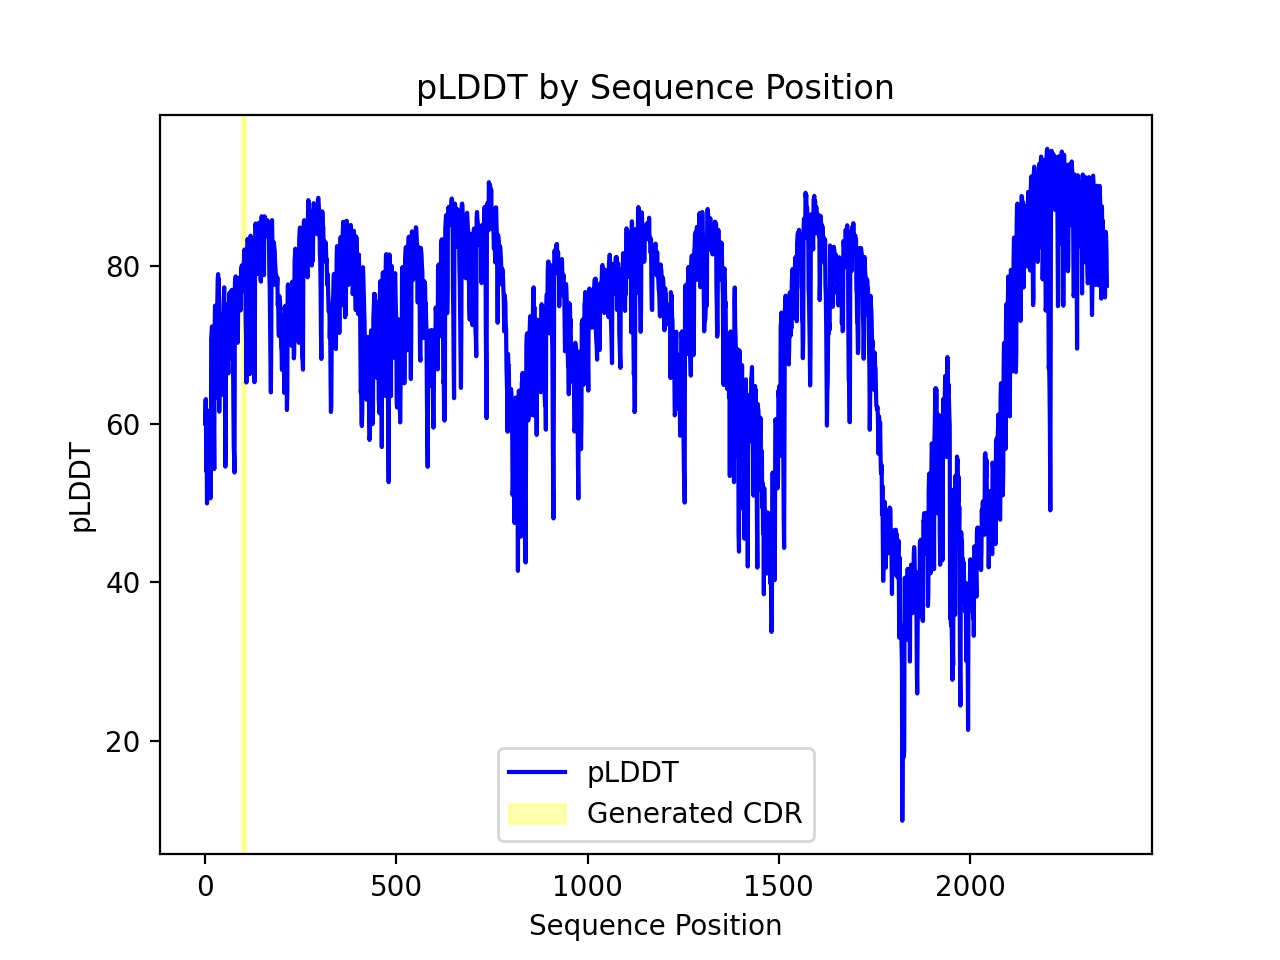 pLDDT by Sequence Position
pLDDT
80
60
40
20
0
500
1000
1500
2000
Sequence Position
pLDDT
Generated CDR